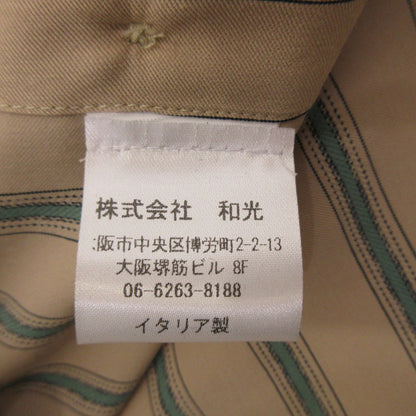 株式会社 和光
阪市中央区博労町2-2-13
大阪堺筋ビル 8F
06-6263-8188
イタリア製